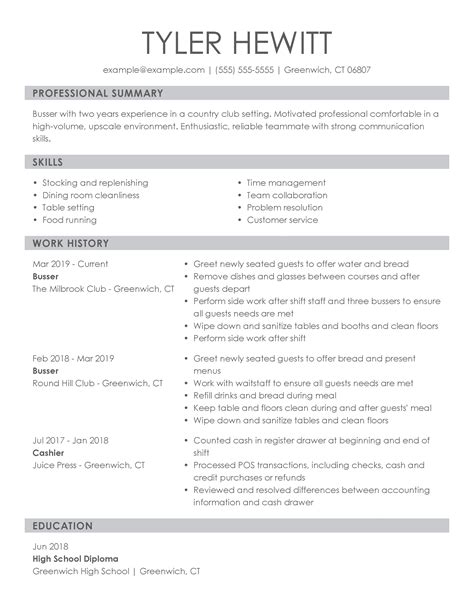 TYLER HEWITT
example@example.com | (555) 555-5555 | Greenwich, CT 06807
PROFESSIONAL SUMMARY
Busser with two years experience in a country club setting. Motivated professional comfortable in a
high-volume, upscale environment. Enthusiastic, reliable teammate with strong communication
skills.
SKILLS
• Stocking and replenishing
• Dining room cleanliness
• Table setting
• Food running
• Time management
• Team collaboration
• Problem resolution
• Customer service
WORK HISTORY
Mar 2019 - Current
Busser
The Milbrook Club - Greenwich, CT
• Greet newly seated guests to offer water and bread
• Remove dishes and glasses between courses and after
guests depart
• Perform side work after shift staff and three bussers to ensure
all guests needs are met
• Wipe down and sanitize tables and booths and clean floors
• Perform side work after shift
Feb 2018 - Mar 2019
Busser
Round Hill Club - Greenwich, CT
• Greet newly seated guests to offer bread and present
menus
• Work with waitstaff to ensure all guests needs are met
• Refill drinks and bread during meal
• Keep table and floors clean during and after guests' meal
• Wipe down and sanitize tables and clean floors
Jul 2017 - Jan 2018
Cashier
Juice Press - Greenwich, CT
• Counted cash in register drawer at beginning and end of
shift
• Processed POS transactions, including checks, cash and
credit purchases or refunds
• Reviewed and resolved differences between accounting
information and cash drawer
EDUCATION
Jun 2018
High School Diploma
Greenwich High School | Greenwich, CT